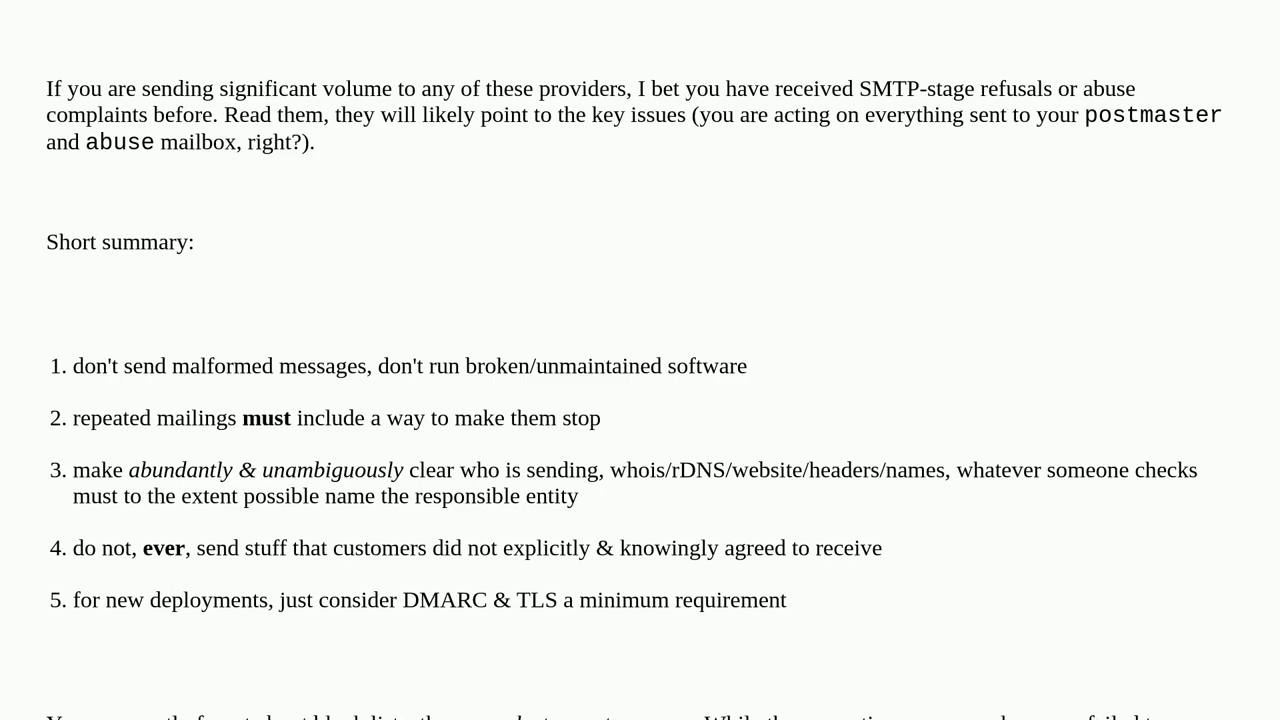 If you are sending significant volume to any of these providers, I bet you have received SMTP-stage refusals or abuse
complaints before. Read them, they will likely point to the key issues (you are acting on everything sent to your postmaster
and abuse mailbox, right?).
Short summary:
1. don't send malformed messages, don't run broken/unmaintained software
2. repeated mailings must include a way to make them stop
3. make abundantly & unambiguously clear who is sending, whois/rDNS/website/headers/names, whatever someone checks
must to the extent possible name the responsible entity
4. do not, ever, send stuff that customers did not explicitly & knowingly agreed to receive
5. for new deployments, just consider DMARC & TLS a minimum requirement